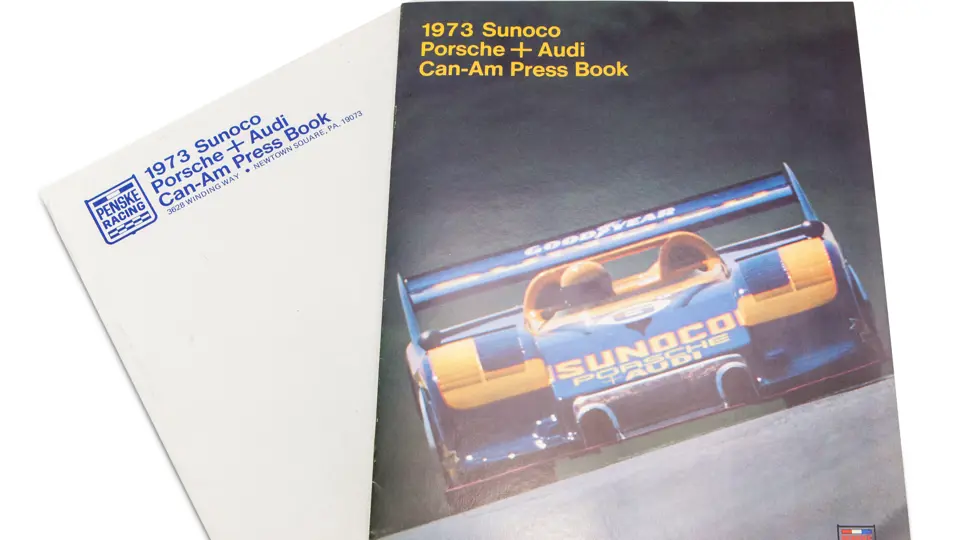 1973 Sunoco
Porsche + Audi
Can-Am Press Book
3628 WINDING WAY • NEWTOWN SQUARE, PA. 19073
PENSKE
RACING
1973 Sunoco
Porsche + Audi
Can-Am Press Book
GOODYEAR
SUNOCO
PORSCHE
+ AUDI